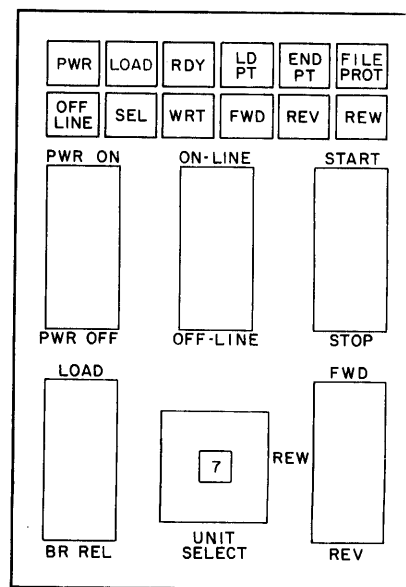 PWR LOAD RDY LD PT END PT FILE PROT
OFF LINE SEL WRT FWD REV REW
PWR ON ON-LINE START
PWR OFF OFF-LINE STOP
LOAD FWD
7 REW
UNIT SELECT
BR REL REV